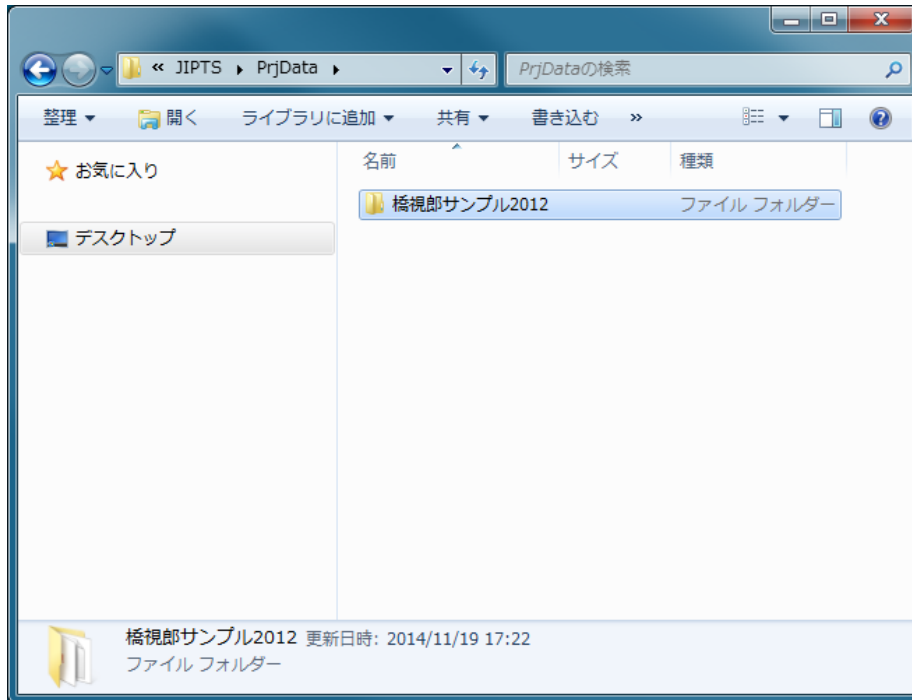 « JIPTS ▸ PrjData ▸ PrjDataの検索
整理 ▼ 開く ライブラリに追加 ▼ 共有 ▼ 書き込む »
お気に入り
デスクトップ
名前 サイズ 種類
橋視郎サンプル2012 ファイル フォルダー
橋視郎サンプル2012 更新日時: 2014/11/19 17:22
ファイル フォルダー